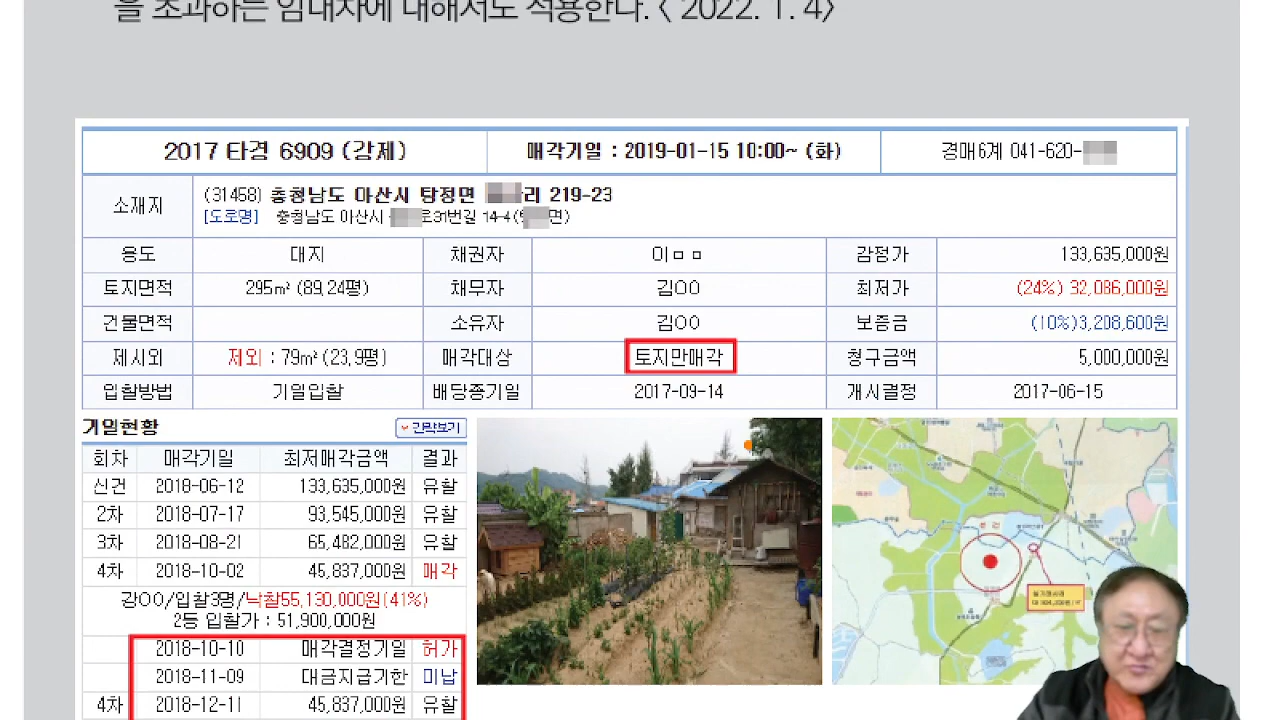 을 초과하는 임대차에 대해서도 적용한다.< 2022. 1. 4>
2017 타경 6909 (강제) 매각기일 : 2019-01-15 10:00~ (화) 경매6계 041-620-
소재지 (31458) 충청남도 아산시 탕정면 리 219-23
[도로명] 충청남도 아산시 로31번길 14-4 ( 면)
용도 대지 채권자 이ㅁㅁ 감정가 133,635,000원
토지면적 295㎡ (89,24평) 채무자 김OO 최저가 (24%) 32,086,000원
건물면적 소유자 김OO 보증금 (10%)3,208,600원
제시외 제외 : 79㎡ (23,9평) 매각대상 토지만매각 청구금액 5,000,000원
입찰방법 기일입찰 배당종기일 2017-09-14 개시결정 2017-06-15
기일현황 간략보기
회차 매각기일 최저매각금액 결과
신건 2018-06-12 133,635,000원 유찰
2차 2018-07-17 93,545,000원 유찰
3차 2018-08-21 65,482,000원 유찰
4차 2018-10-02 45,837,000원 매각
강OO/입찰3명/낙찰55,130,000원(41%)
2등 입찰가 : 51,900,000원
2018-10-10 매각결정기일 허가
2018-11-09 대금지급기한 미납
4차 2018-12-11 45,837,000원 유찰